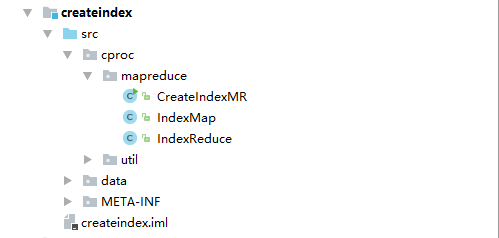 createindex
src
cproc
mapreduce
CreateIndexMR
IndexMap
IndexReduce
util
data
META-INF
createindex.iml